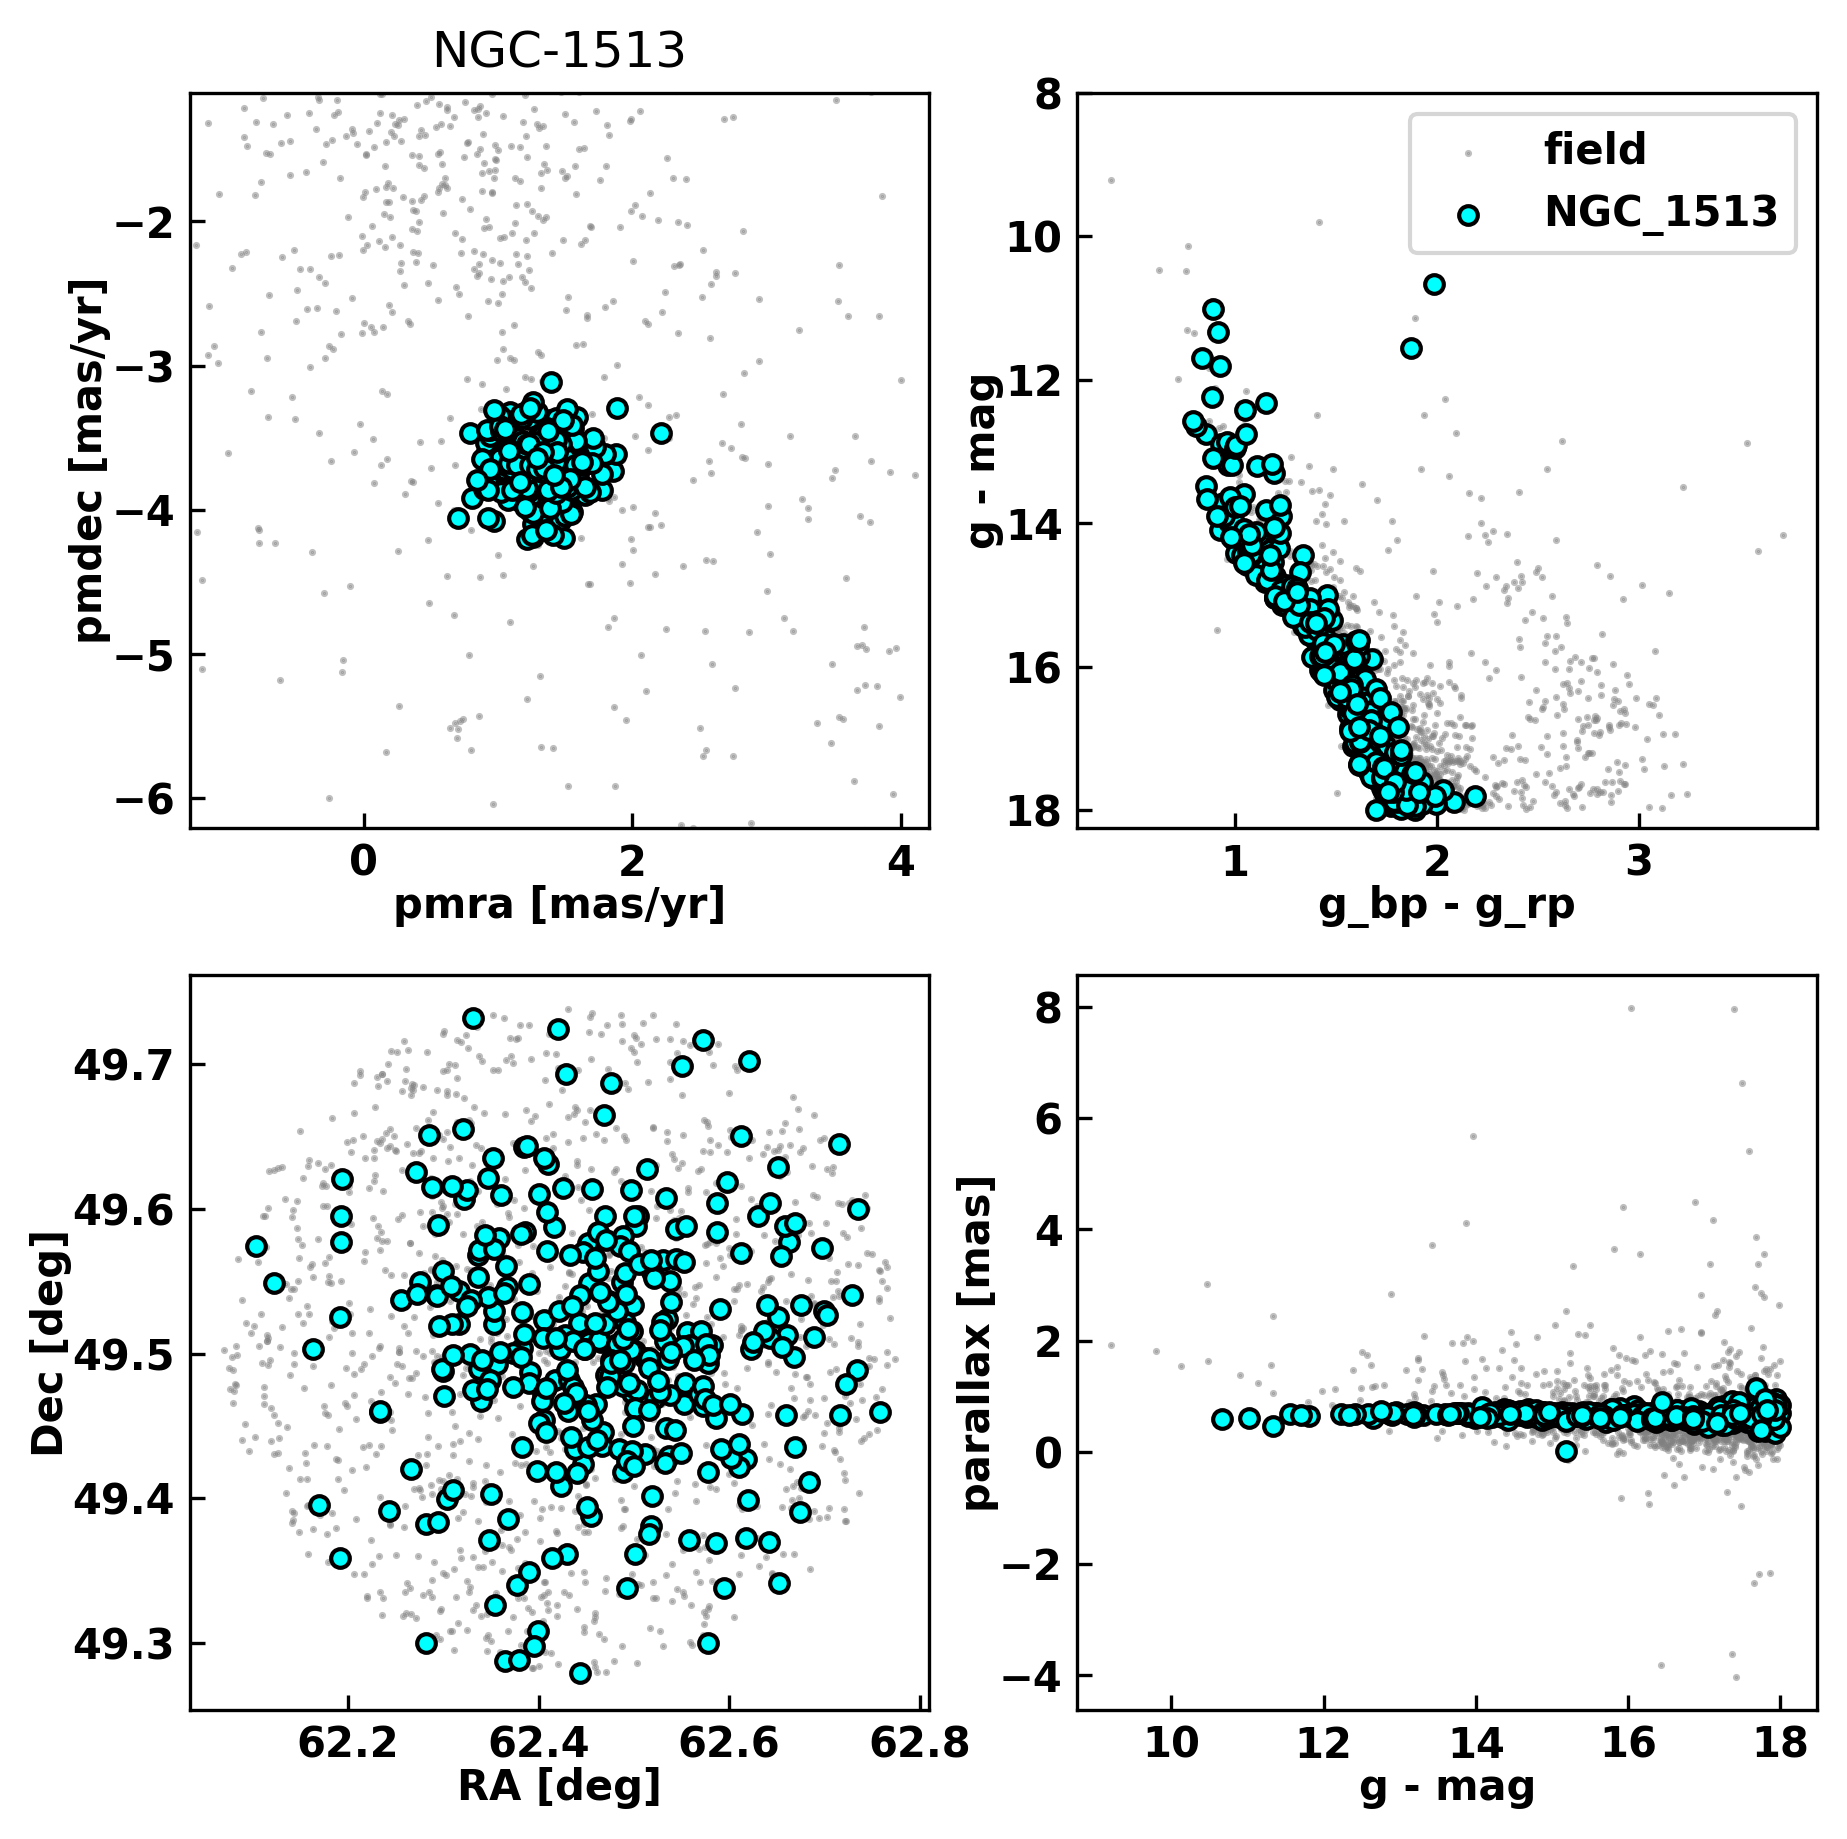 NGC-1513
−2
−3
−4
−5
−6
pmdec [mas/yr]
0 2 4
pmra [mas/yr]
8
10
12
14
16
18
g - mag
field
NGC_1513
1 2 3
g_bp - g_rp
49.7
49.6
49.5
49.4
49.3
Dec [deg]
62.2 62.4 62.6 62.8
RA [deg]
8
6
4
2
0
−2
−4
parallax [mas]
10 12 14 16 18
g - mag